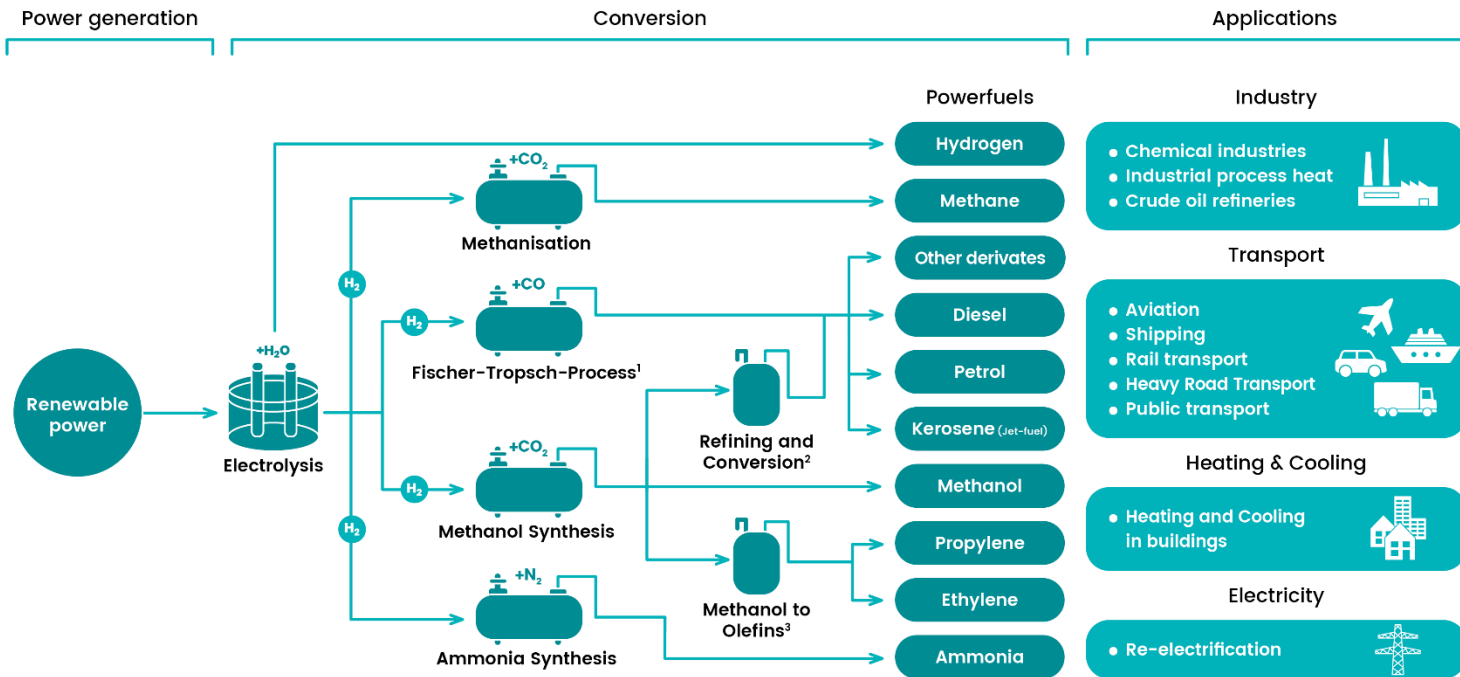 Power generation
Conversion
Applications
Powerfuels
Industry
Hydrogen
+CO₂
Methanisation
Methane
• Chemical industries
• Industrial process heat
• Crude oil refineries
Transport
Other derivates
H₂
+CO
H₂
Fischer-Tropsch-Process¹
Diesel
• Aviation
• Shipping
• Rail transport
• Heavy Road Transport
• Public transport
+H₂O
Renewable
power
Electrolysis
Petrol
Refining and
Conversion²
Kerosene (Jet-fuel)
Heating & Cooling
+CO₂
H₂
Methanol Synthesis
Methanol
• Heating and Cooling
in buildings
H₂
Propylene
+N₂
Ammonia Synthesis
Methanol to
Olefins³
Ethylene
Electricity
Ammonia
• Re-electrification